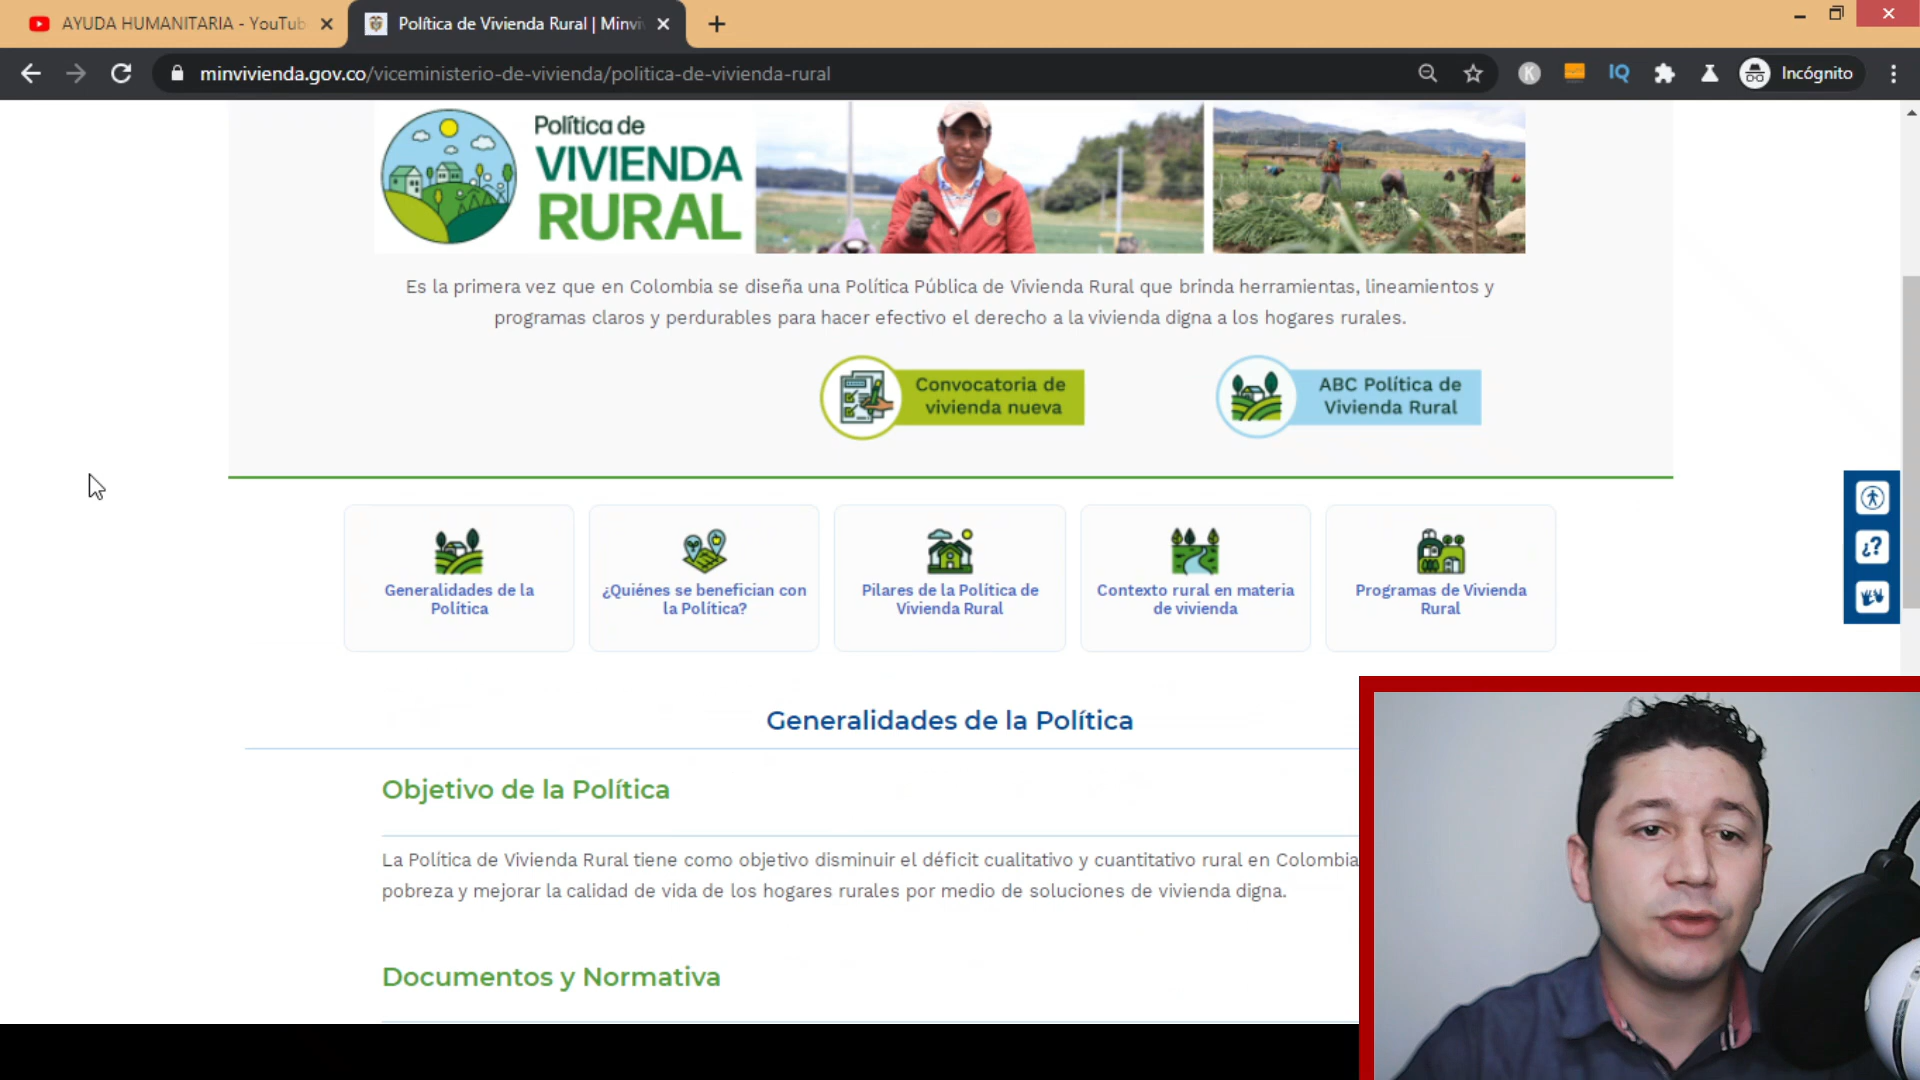 AYUDA HUMANITARIA - YouTub
Política de Vivienda Rural | Minvi
minvivienda.gov.co/viceministerio-de-vivienda/politica-de-vivienda-rural
K
IQ
Incógnito
Política de
VIVIENDA
RURAL
Es la primera vez que en Colombia se diseña una Política Pública de Vivienda Rural que brinda herramientas, lineamientos y
programas claros y perdurables para hacer efectivo el derecho a la vivienda digna a los hogares rurales.
Convocatoria de
vivienda nueva
ABC Política de
Vivienda Rural
Generalidades de la
Política
¿Quiénes se benefician con
la Política?
Pilares de la Política de
Vivienda Rural
Contexto rural en materia
de vivienda
Programas de Vivienda
Rural
¿?
Generalidades de la Política
Objetivo de la Política
La Política de Vivienda Rural tiene como objetivo disminuir el déficit cualitativo y cuantitativo rural en Colombia
pobreza y mejorar la calidad de vida de los hogares rurales por medio de soluciones de vivienda digna.
Documentos y Normativa